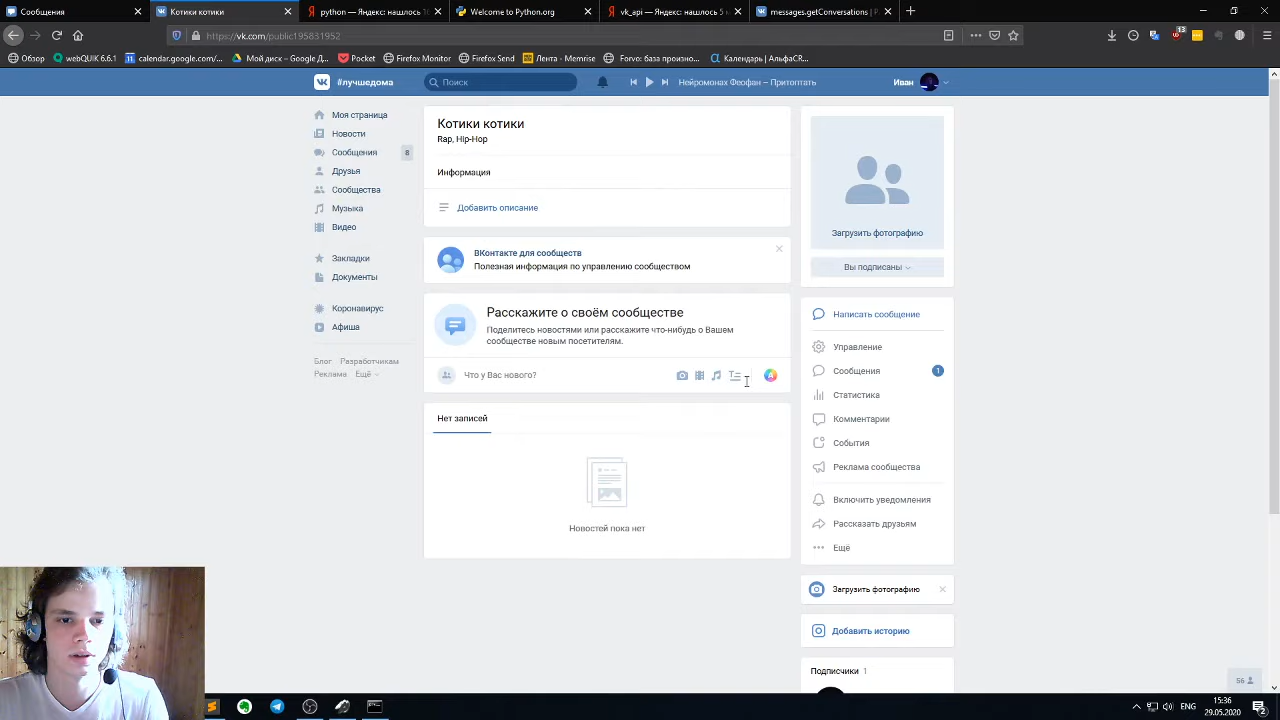 Сообщения
Котики котики
python — Яндекс: нашлось 16
Welcome to Python.org
vk_api — Яндекс: нашлось 5
messages.getConversations | Р
https://vk.com/public195831952
13
Обзор
webQUIK 6.6.1
calendar.google.com/...
Мой диск – Google Д...
Pocket
Firefox Monitor
Firefox Send
Лента - Memrise
Forvo: база произно...
Календарь | АльфаCR...
#лучшедома
Поиск
Нейромонах Феофан – Притоптать
Иван
Моя страница
Новости
Сообщения 8
Друзья
Сообщества
Музыка
Видео
Закладки
Документы
Коронавирус
Афиша
Блог Разработчикам
Реклама Ещё
Котики котики
Rap, Hip-Hop
Информация
Добавить описание
ВКонтакте для сообществ
Полезная информация по управлению сообществом
Расскажите о своём сообществе
Поделитесь новостями или расскажите что-нибудь о Вашем
сообществе новым посетителям.
Что у Вас нового?
Нет записей
Новостей пока нет
Загрузить фотографию
Вы подписаны
Написать сообщение
Управление
Сообщения 1
Статистика
Комментарии
События
Реклама сообщества
Включить уведомления
Рассказать друзьям
Ещё
Загрузить фотографию
Добавить историю
Подписчики 1
56
ENG
15:36
29.05.2020
2